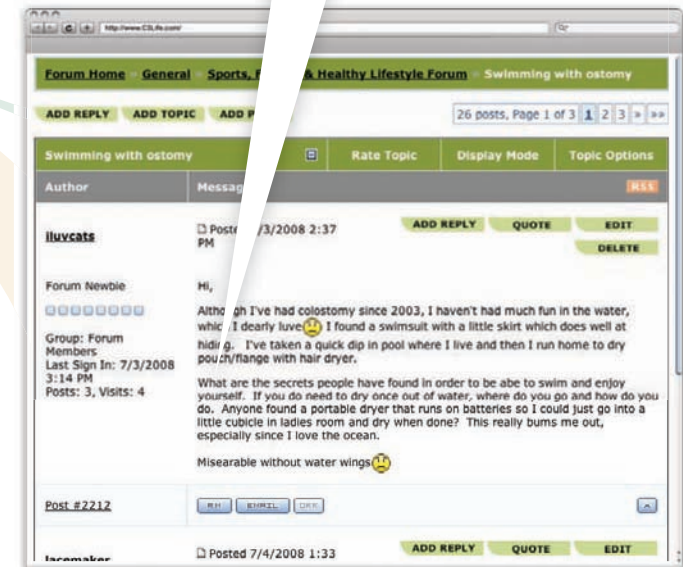 http://www.C3Life.com/
Forum Home » General » Sports, & Healthy Lifestyle Forum » Swimming with ostomy
ADD REPLY ADD TOPIC ADD P
26 posts, Page 1 of 3 1 2 3 » »»
Swimming with ostomy Rate Topic Display Mode Topic Options
Author Messag RSS
iluvcats
Poste /3/2008 2:37
PM
ADD REPLY QUOTE EDIT
DELETE
Forum Newbie
Group: Forum
Members
Last Sign In: 7/3/2008
3:14 PM
Posts: 3, Visits: 4
Hi,
Although I've had colostomy since 2003, I haven't had much fun in the water,
which I dearly luve I found a swimsuit with a little skirt which does well at
hiding. I've taken a quick dip in pool where I live and then I run home to dry
pouch/flange with hair dryer.
What are the secrets people have found in order to be abe to swim and enjoy
yourself. If you do need to dry once out of water, where do you go and how do you
do. Anyone found a portable dryer that runs on batteries so I could just go into a
little cubicle in ladies room and dry when done? This really bums me out,
especially since I love the ocean.
Misearable without water wings
Post #2212
PM EMAIL
lacemaker
Posted 7/4/2008 1:33
ADD REPLY QUOTE EDIT